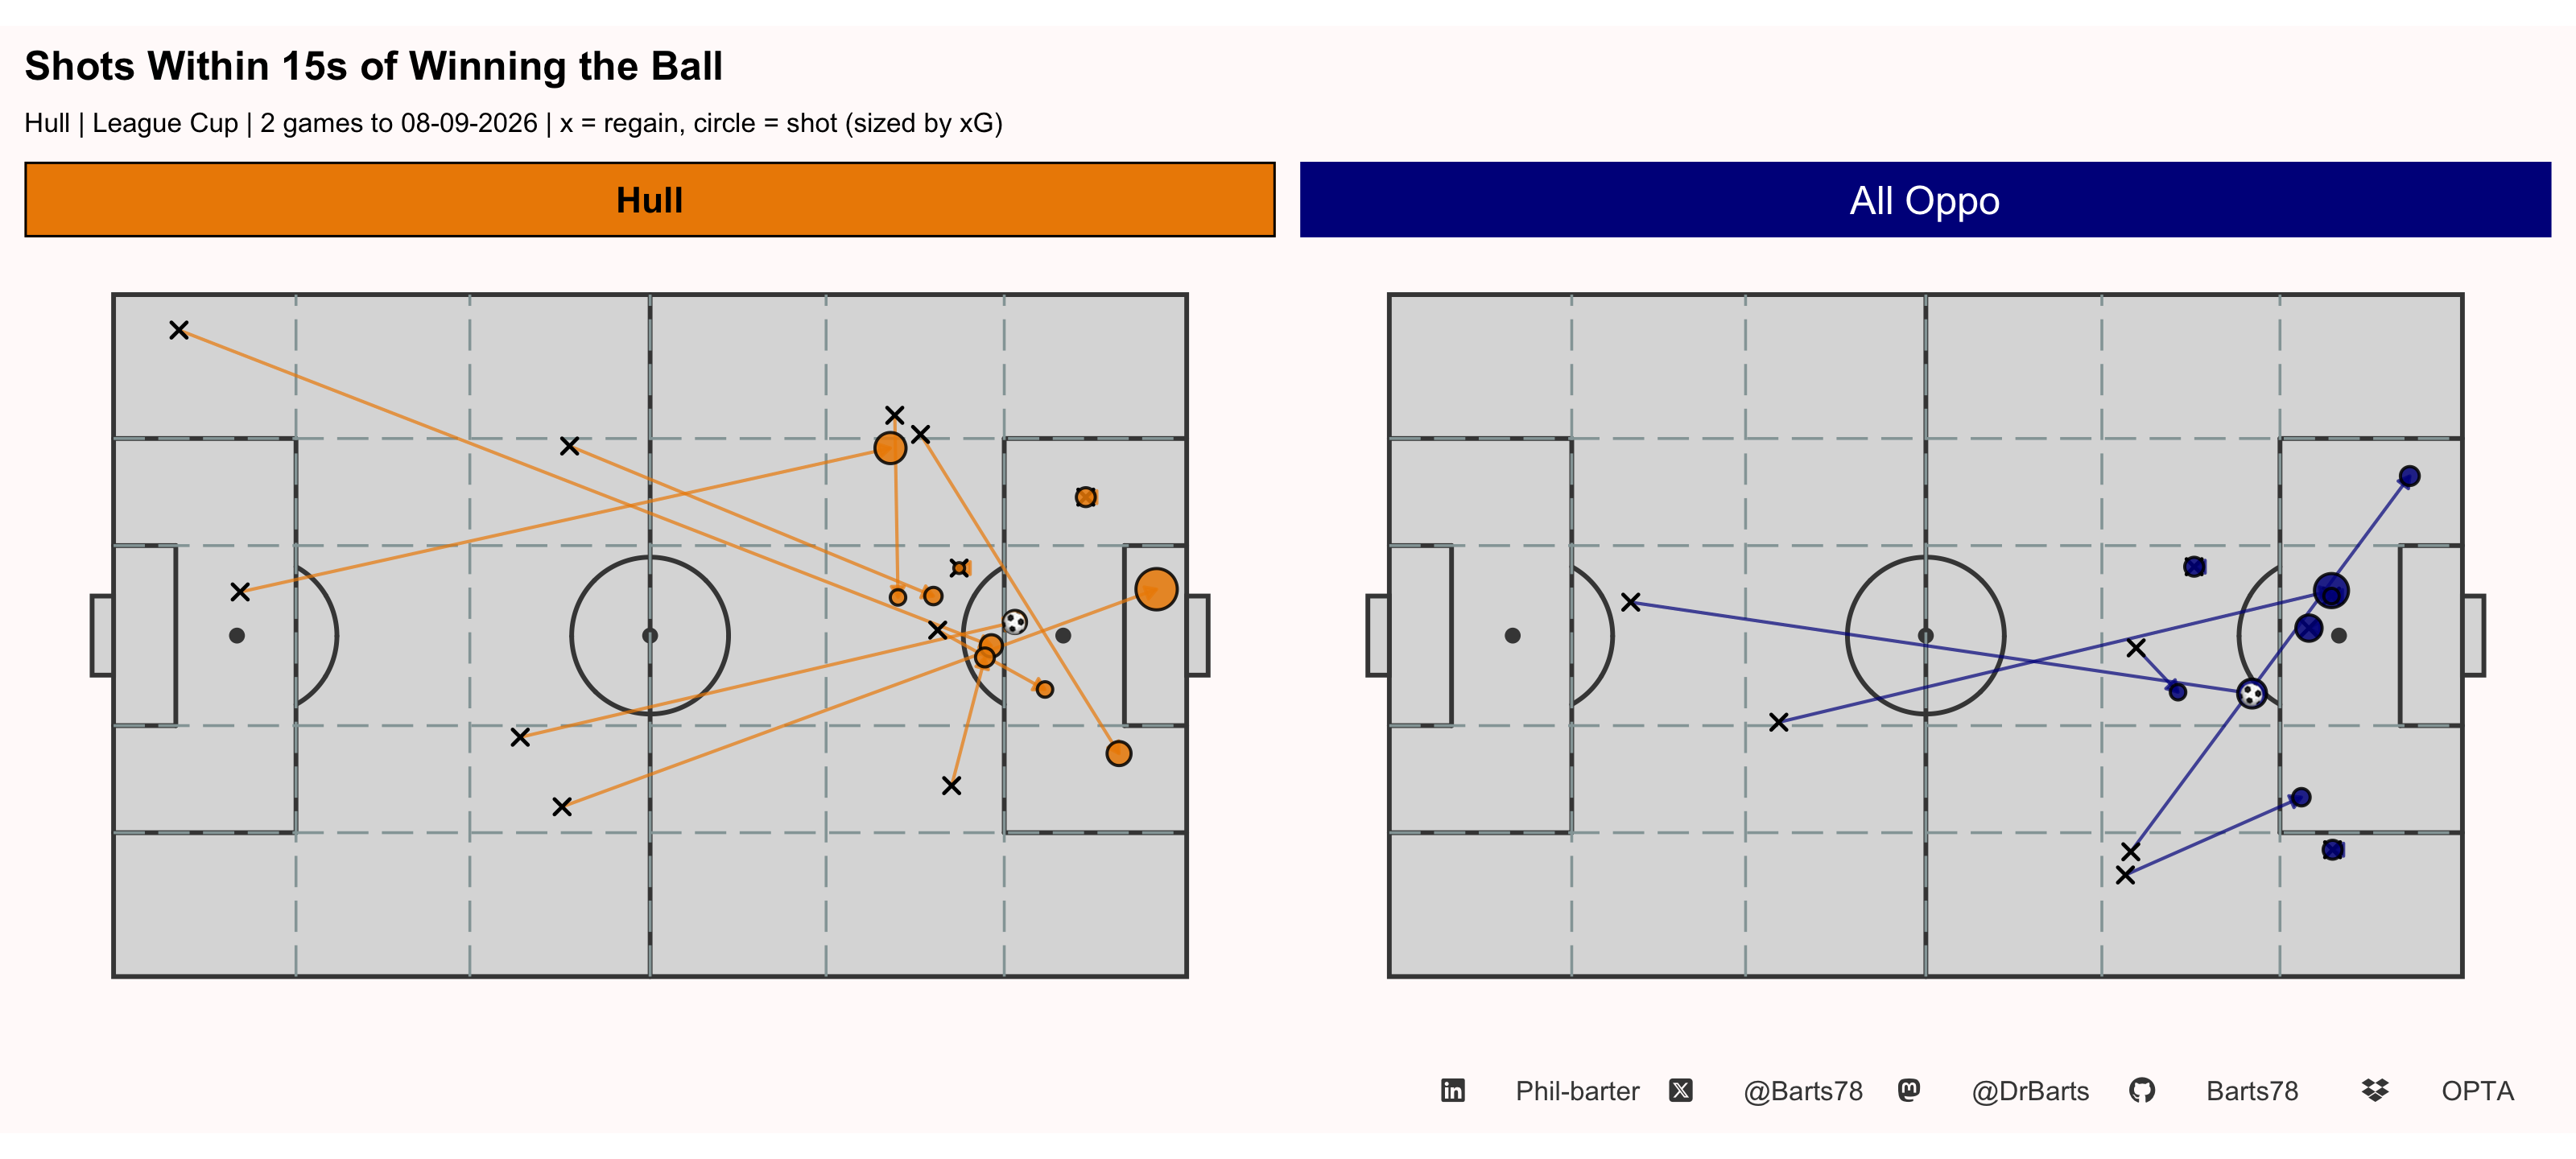 Shots Within 15s of Winning the Ball
Hull | League Cup | 2 games to 08-09-2026 | x = regain, circle = shot (sized by xG)
Hull
All Oppo
Phil-barter @Barts78 @DrBarts Barts78 OPTA